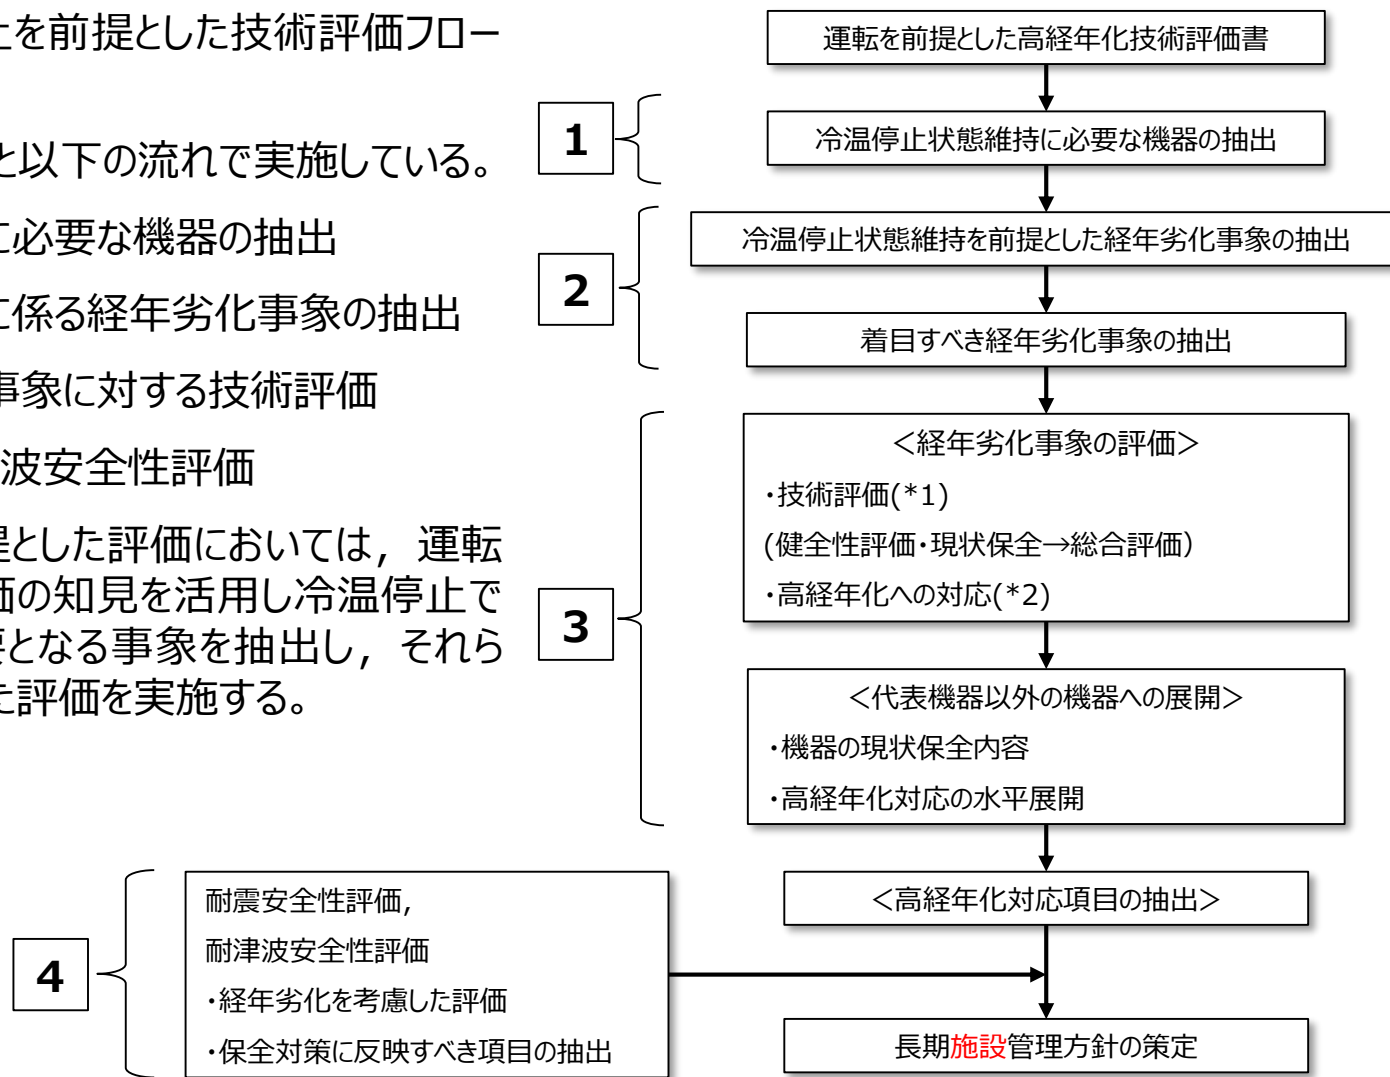 止を前提とした技術評価フロー
と以下の流れで実施している。
に必要な機器の抽出
に係る経年劣化事象の抽出
事象に対する技術評価
波安全性評価
提とした評価においては，運転
価の知見を活用し冷温停止で
要となる事象を抽出し，それら
た評価を実施する。
運転を前提とした高経年化技術評価書
1
冷温停止状態維持に必要な機器の抽出
2
冷温停止状態維持を前提とした経年劣化事象の抽出
着目すべき経年劣化事象の抽出
3
＜経年劣化事象の評価＞
・技術評価(*1)
(健全性評価・現状保全→総合評価）
・高経年化への対応(*2)
＜代表機器以外の機器への展開＞
・機器の現状保全内容
・高経年化対応の水平展開
＜高経年化対応項目の抽出＞
4
耐震安全性評価，
耐津波安全性評価
・経年劣化を考慮した評価
・保全対策に反映すべき項目の抽出
長期施設管理方針の策定